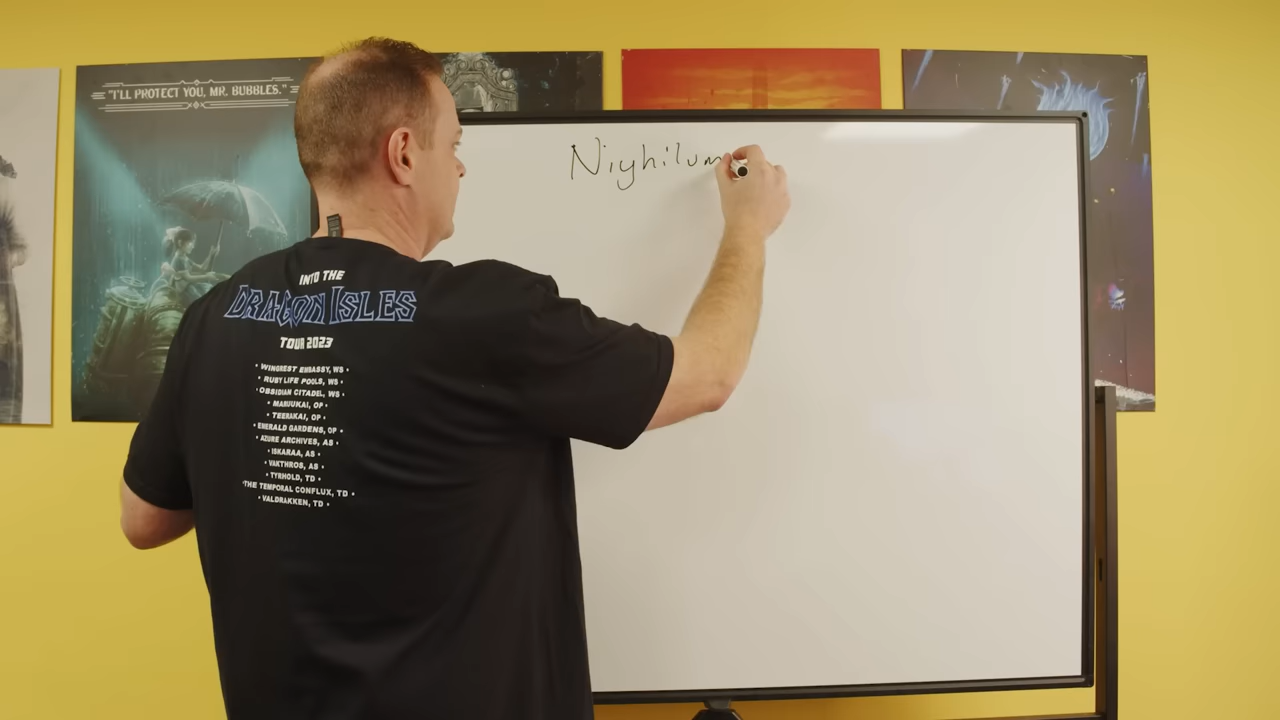 "I'LL PROTECT YOU, MR. BUBBLES."
Niyhilum
INTO THE
DRAGON ISLES
TOUR 2023
• WINGREST EMBASSY, WS •
• RUBY LIFE POOLS, WS •
• OBSIDIAN CITADEL, WS •
• MARUUKAI, OP •
• TEERAKAI, OP •
• EMERALD GARDENS, OP •
• AZURE ARCHIVES, AS •
• ISKARAA, AS •
• VAKTHROS, AS •
• TYRHOLD, TD •
• THE TEMPORAL CONFLUX, TD •
• VALDRAKKEN, TD •